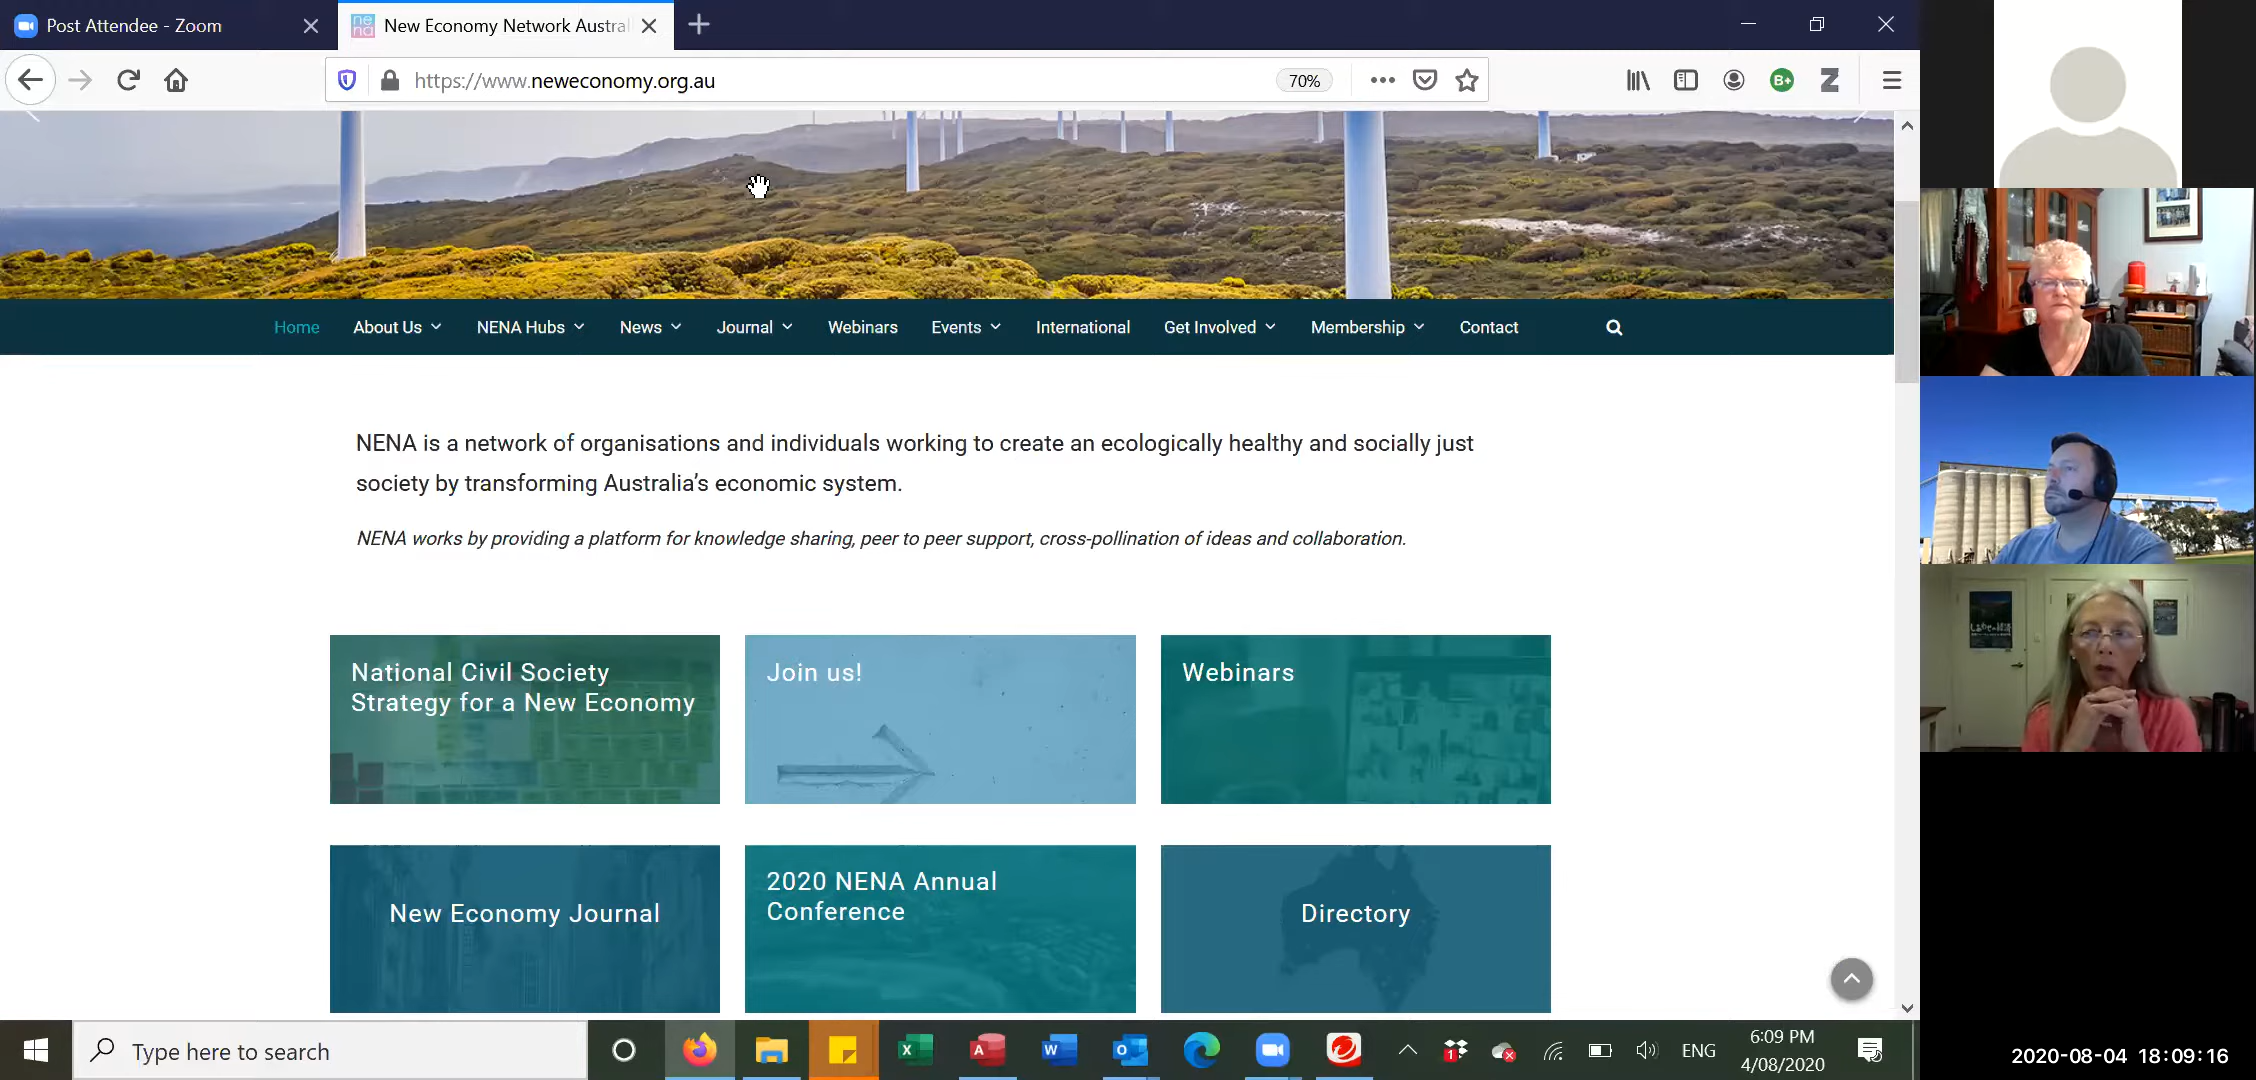 Post Attendee - Zoom
New Economy Network Austral
https://www.neweconomy.org.au
70%
B+
Home
About Us
NENA Hubs
News
Journal
Webinars
Events
International
Get Involved
Membership
Contact
NENA is a network of organisations and individuals working to create an ecologically healthy and socially just
society by transforming Australia's economic system.
NENA works by providing a platform for knowledge sharing, peer to peer support, cross-pollination of ideas and collaboration.
National Civil Society
Strategy for a New Economy
Join us!
Webinars
New Economy Journal
2020 NENA Annual
Conference
Directory
Type here to search
ENG
6:09 PM
4/08/2020
2020-08-04 18:09:16